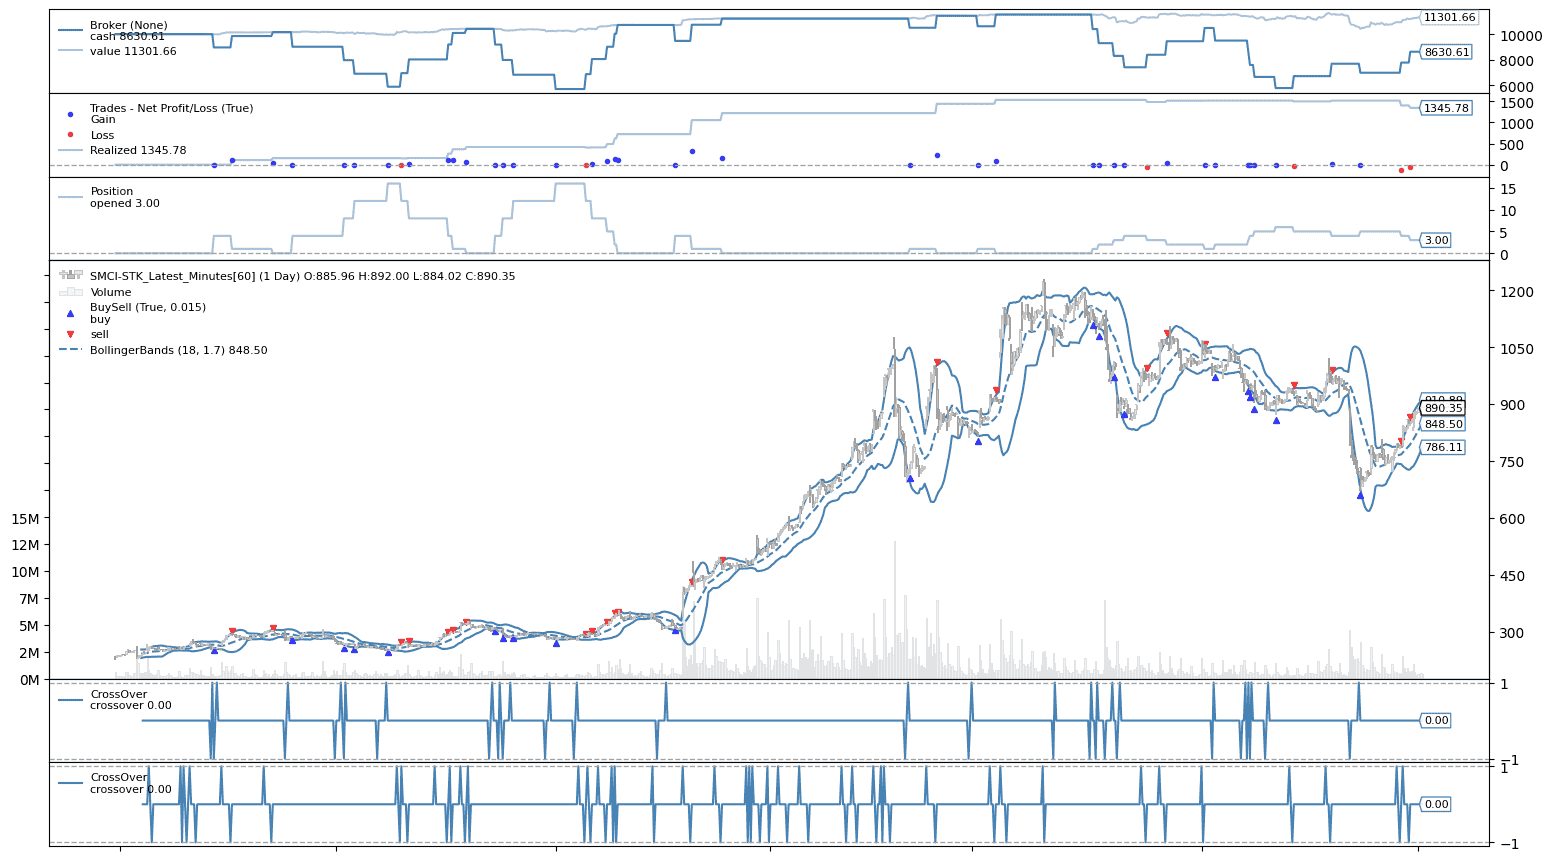 Broker (None)
cash 8630.61
value 11301.66
11301.66
10000
8630.61
8000
6000
Trades - Net Profit/Loss (True)
Gain
Loss
Realized 1345.78
1500
1345.78
1000
500
0
Position
opened 3.00
15
10
5
3.00
0
SMCI-STK_Latest_Minutes[60] (1 Day) O:885.96 H:892.00 L:884.02 C:890.35
Volume
BuySell (True, 0.015)
buy
sell
BollingerBands (18, 1.7) 848.50
1200
1050
900
890.35
848.50
786.11
750
600
450
300
15M
12M
10M
7M
5M
2M
0M
CrossOver
crossover 0.00
1
0.00
−1
CrossOver
crossover 0.00
1
0.00
−1